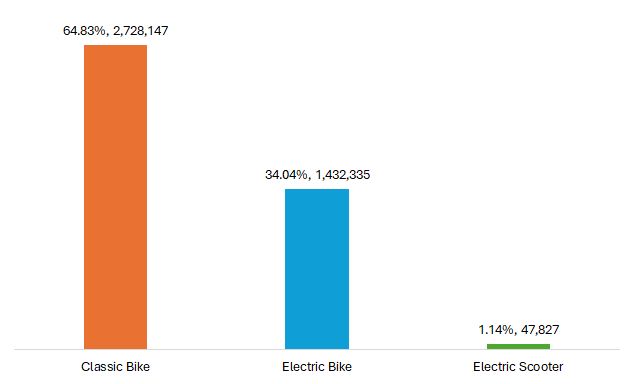 64.83%, 2,728,147
34.04%, 1,432,335
1.14%, 47,827
Classic Bike
Electric Bike
Electric Scooter